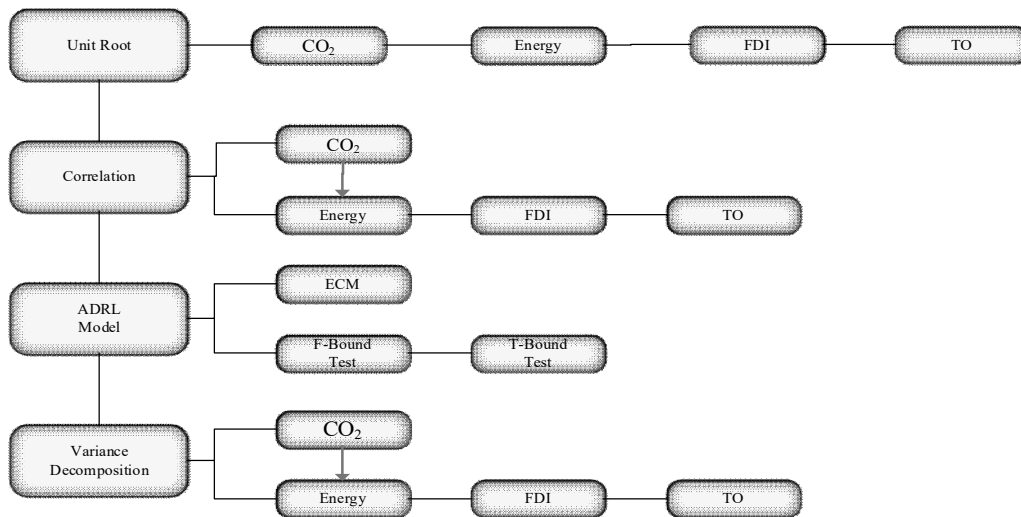 Unit Root
CO₂
Energy
FDI
TO
Correlation
CO₂
Energy
FDI
TO
ADRL
Model
ECM
F-Bound
Test
T-Bound
Test
Variance
Decomposition
CO₂
Energy
FDI
TO